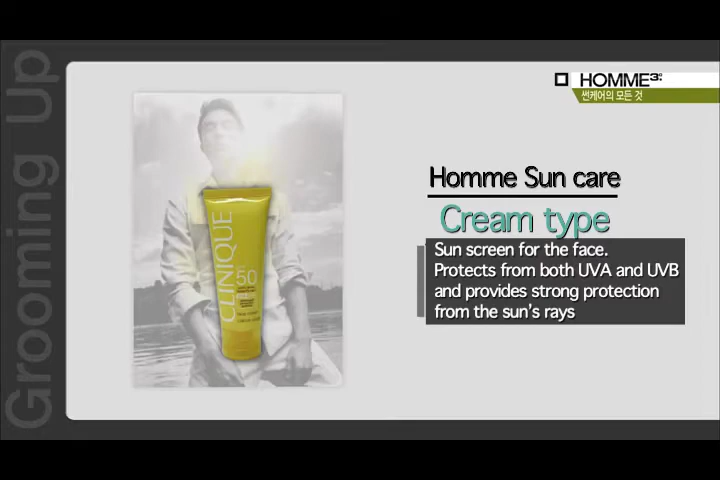 Grooming Up
HOMME3.0
썬케어의 모든 것
Homme Sun care
Cream type
Sun screen for the face.
Protects from both UVA and UVB
and provides strong protection
from the sun's rays
CLINIQUE
50